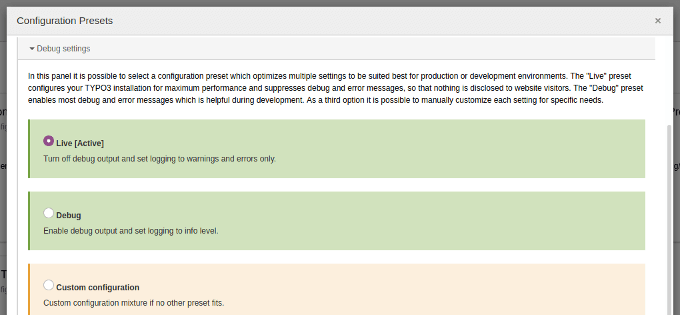 Configuration Presets
×
Debug settings
In this panel it is possible to select a configuration preset which optimizes multiple settings to be suited best for production or development environments. The "Live" preset
configures your TYPO3 installation for maximum performance and suppresses debug and error messages, so that nothing is disclosed to website visitors. The "Debug" preset
enables most debug and error messages which is helpful during development. As a third option it is possible to manually customize each setting for specific needs.
Live [Active]
Turn off debug output and set logging to warnings and errors only.
Debug
Enable debug output and set logging to info level.
Custom configuration
Custom configuration mixture if no other preset fits.